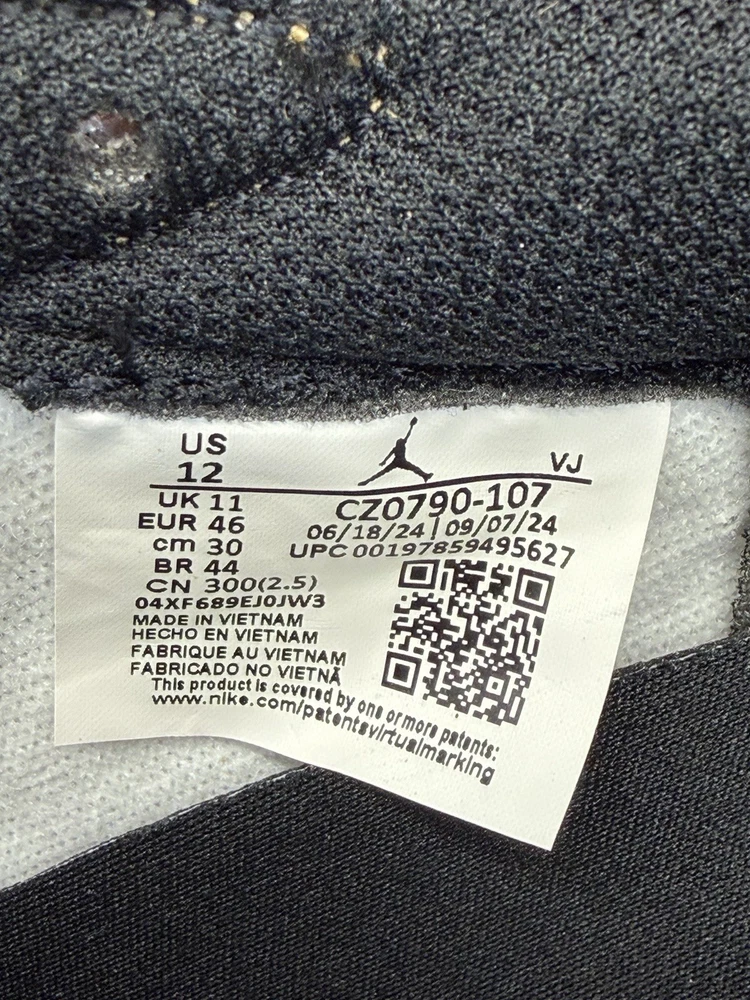 US
12
VJ
UK 11
EUR 46
cm 30
BR 44
CN 300(2.5)
04XF689EJ0JW3
MADE IN VIETNAM
HECHO EN VIETNAM
FABRIQUE AU VIETNAM
FABRICADO NO VIETNÃ
CZ0790-107
06/18/24 | 09/07/24
UPC 00197859495627
This product is covered by one or more patents:
www.nike.com/patentsvirtualmarking